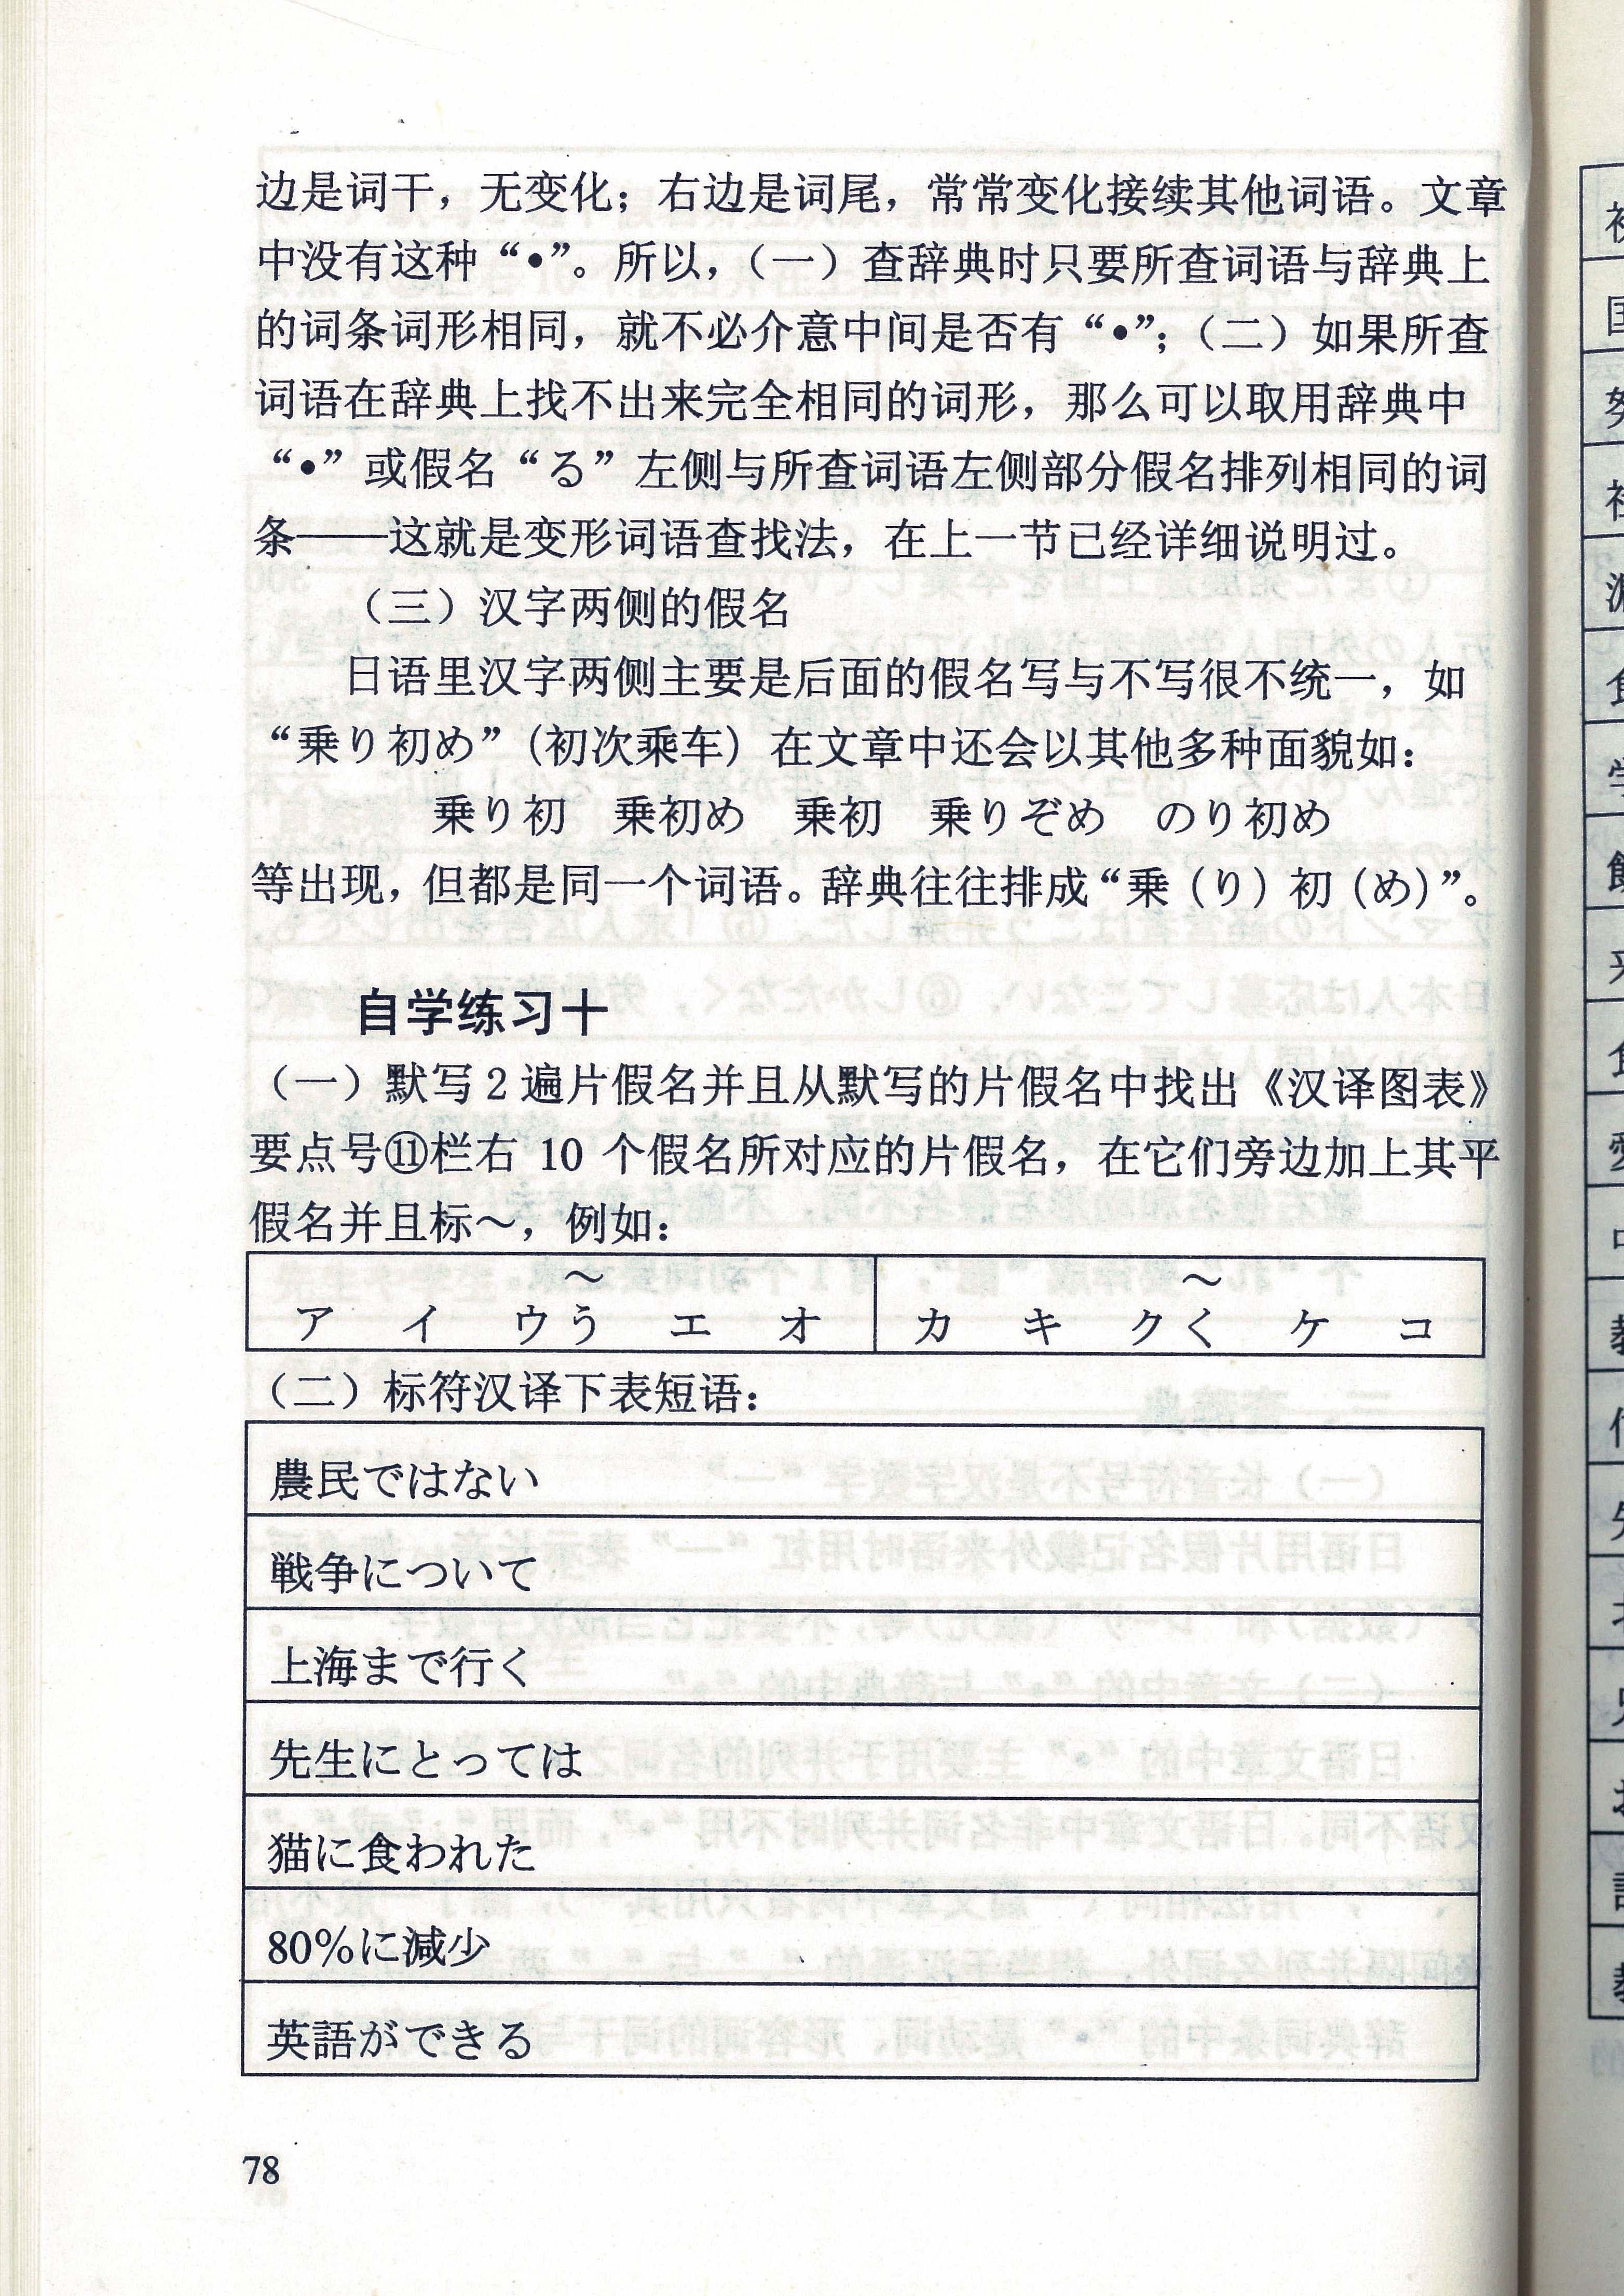 边是词干，无变化；右边是词尾，常常变化接续其他词语。文章
中没有这种“•”。所以，（一）查辞典时只要所查词语与辞典上
的词条词形相同，就不必介意中间是否有“•”；（二）如果所查
词语在辞典上找不出来完全相同的词形，那么可以取用辞典中
“•”或假名“る”左侧与所查词语左侧部分假名排列相同的词
条——这就是变形词语查找法，在上一节已经详细说明过。
（三）汉字两侧的假名
日语里汉字两侧主要是后面的假名写与不写很不统一，如
“乗り初め”（初次乘车）在文章中还会以其他多种面貌如：
乗り初　乗初め　乗初　乗りぞめ　のり初め
等出现，但都是同一个词语。辞典往往排成“乗（り）初（め）”。
自学练习十
（一）默写2遍片假名并且从默写的片假名中找出《汉译图表》
要点号⑪栏右 10 个假名所对应的片假名，在它们旁边加上其平
假名并且标～，例如：
～　～
ア　イ　ウう　エ　オ　カ　キ　クく　ケ　コ
（二）标符汉译下表短语：
農民ではない
戦争について
上海まで行く
先生にとっては
猫に食われた
80％に減少
英語ができる
78